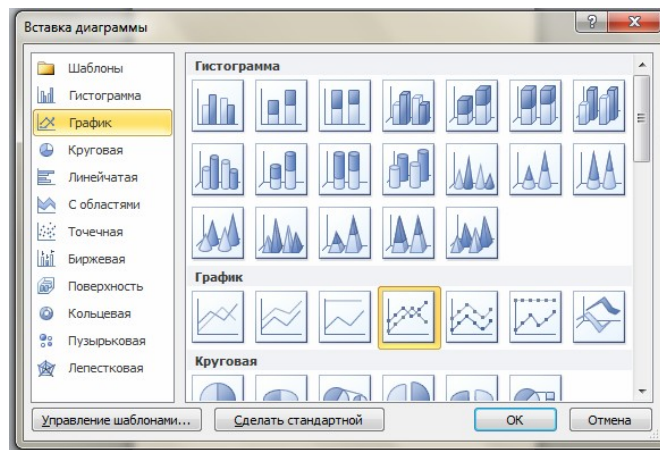 Вставка диаграммы
Шаблоны
Гистограмма
График
Круговая
Линейчатая
С областями
Точечная
Биржевая
Поверхность
Кольцевая
Пузырьковая
Лепестковая
Гистограмма
График
Круговая
Управление шаблонами...
Сделать стандартной
ОК
Отмена